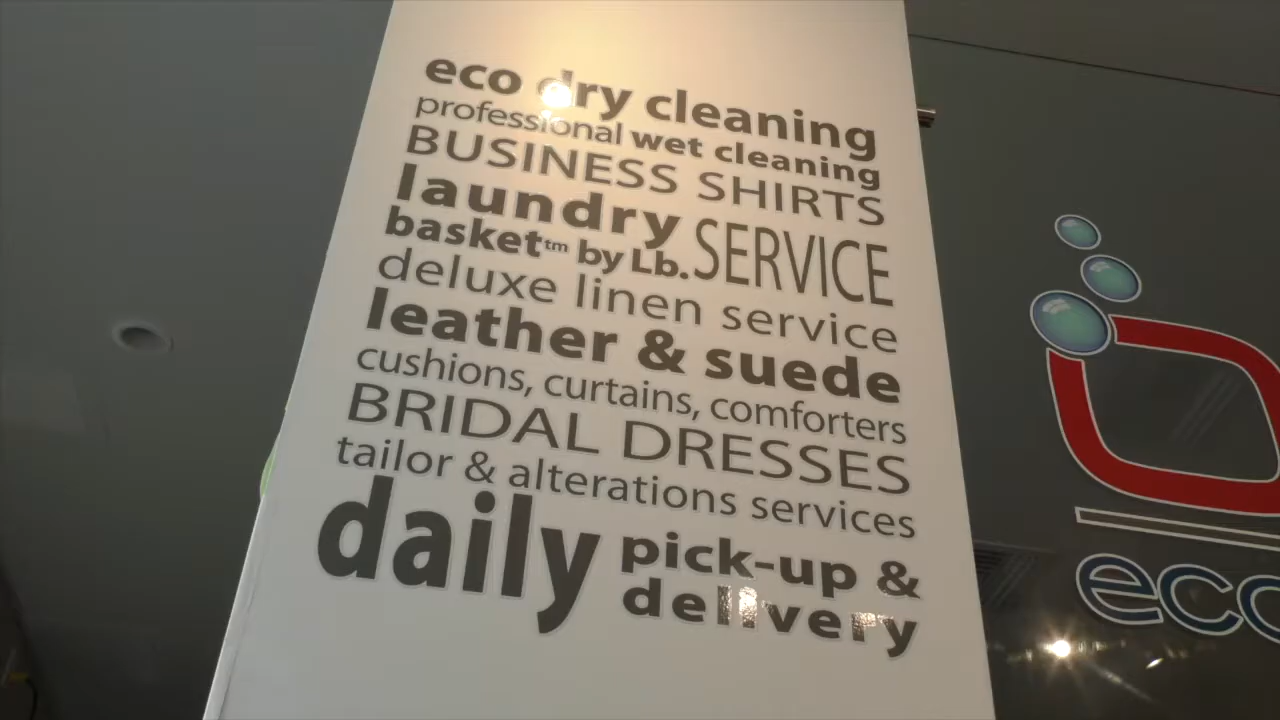 eco dry cleaning
professional wet cleaning
BUSINESS SHIRTS
laundry SERVICE
basket™ by Lb.
deluxe linen service
leather & suede
cushions, curtains, comforters
BRIDAL DRESSES
tailor & alterations services
daily pick-up &
delivery
eco